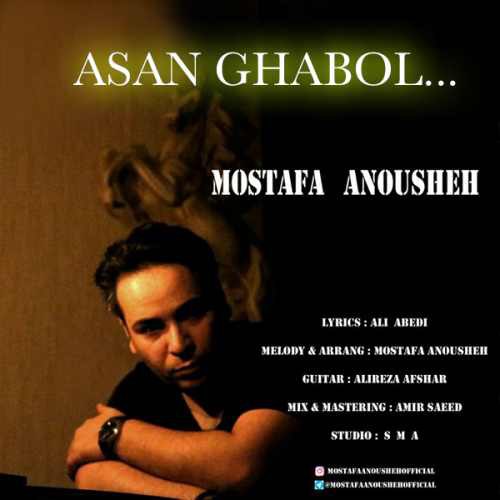 ASAN GHABOL...
MOSTAFA ANOUSHEH
LYRICS : ALI ABEDI
MELODY & ARRANG : MOSTAFA ANOUSHEH
GUITAR : ALIREZA AFSHAR
MIX & MASTERING : AMIR SAEED
STUDIO : S M A
MOSTAFAANOUSHEHOFFICIAL
@MOSTAFAANOUSHEHOFFICIAL